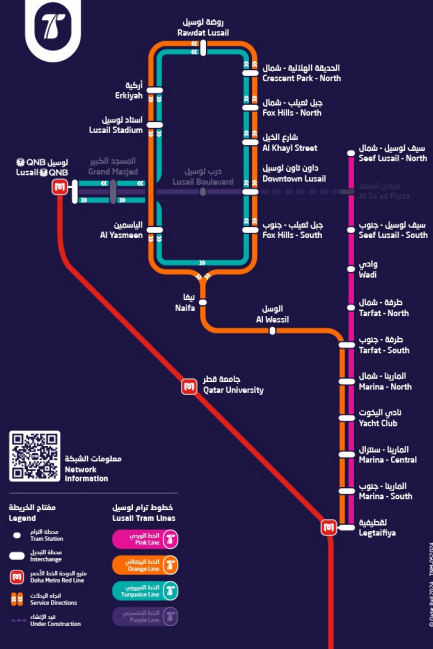 روضة لوسيل
Rawdat Lusail
الحديقة الهلالية - شمال
Crescent Park - North
أركية
Erkiyah
جبل ثعيلب - شمال
Fox Hills - North
استاد لوسيل
Lusail Stadium
شارع الخيل
Al Khayl Street
سيف لوسيل - شمال
Seef Lusail - North
لوسيل QNB
Lusail QNB
المسجد الكبير
Grand Masjed
درب لوسيل
Lusail Boulevard
داون تاون لوسيل
Downtown Lusail
ميدان السعد
Al Sa'ad Plaza
الياسمين
Al Yasmeen
جبل ثعيلب - جنوب
Fox Hills - South
سيف لوسيل - جنوب
Seef Lusail - South
وادي
Wadi
نيفا
Naifa
الوسل
Al Wessil
طرفة - شمال
Tarfat - North
طرفة - جنوب
Tarfat - South
جامعة قطر
Qatar University
المارينا - شمال
Marina - North
نادي اليخوت
Yacht Club
المارينا - سنترال
Marina - Central
المارينا - جنوب
Marina - South
لقطيفية
Legtaifiya
معلومات الشبكة
Network
Information
مفتاح الخريطة
Legend
محطة الترام
Tram Station
محطة التبديل
Interchange
مترو الدوحة الخط الأحمر
Doha Metro Red Line
اتجاه الرحلات
Service Directions
قيد الإنشاء
Under Construction
خطوط ترام لوسيل
Lusail Tram Lines
الخط الوردي
Pink Line
الخط البرتقالي
Orange Line
الخط الفيروزي
Turquoise Line
الخط البنفسجي
Purple Line